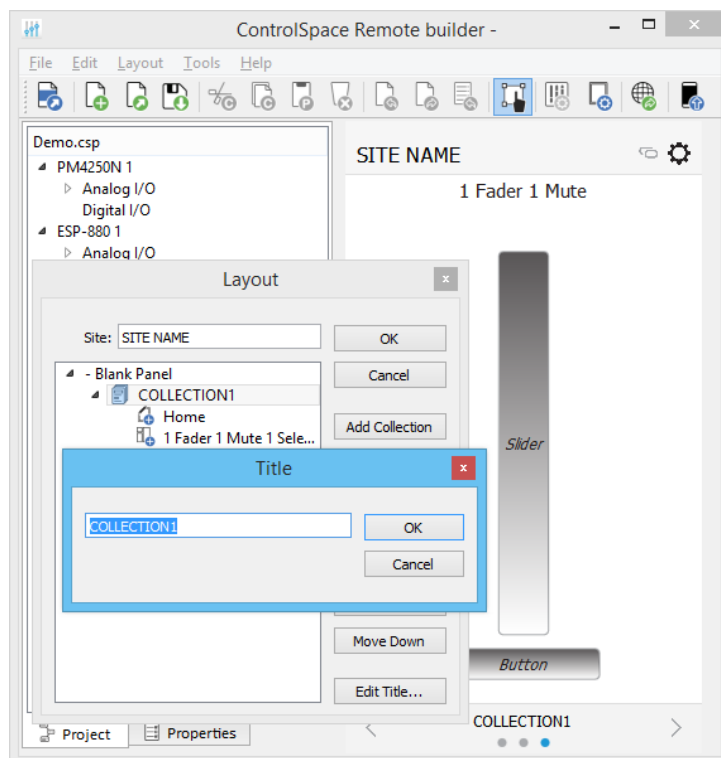 ControlSpace Remote builder -
File Edit Layout Tools Help
Demo.csp
PM4250N 1
Analog I/O
Digital I/O
ESP-880 1
Analog I/O
SITE NAME
1 Fader 1 Mute
Slider
Button
COLLECTION1
Layout
Site: SITE NAME
OK
Cancel
Add Collection
- Blank Panel
COLLECTION1
Home
1 Fader 1 Mute 1 Sele...
Title
COLLECTION1
OK
Cancel
Move Down
Edit Title...
Project Properties